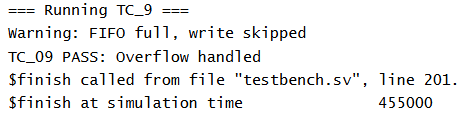 === Running TC_9 ===
Warning: FIFO full, write skipped
TC_09 PASS: Overflow handled
$finish called from file "testbench.sv", line 201.
$finish at simulation time                455000